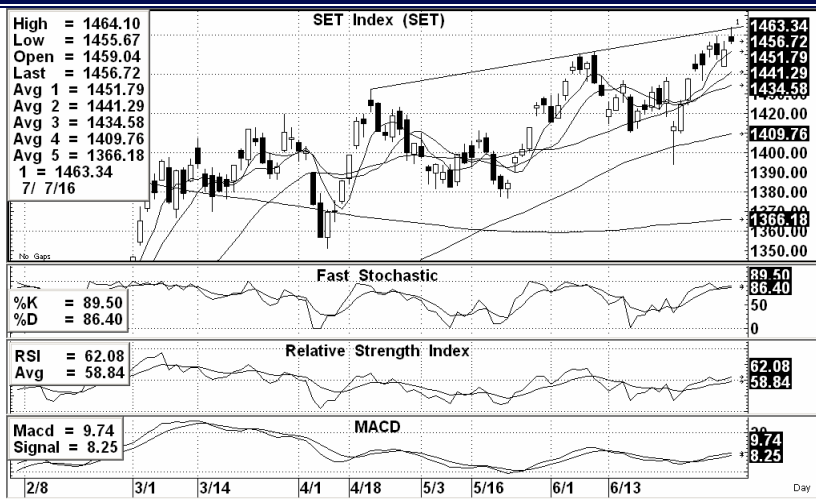 SET Index (SET)
High = 1464.10
Low = 1455.67
Open = 1459.04
Last = 1456.72
Avg 1 = 1451.79
Avg 2 = 1441.29
Avg 3 = 1434.58
Avg 4 = 1409.76
Avg 5 = 1366.18
1 = 1463.34
7/ 7/16
No Gaps
1
1463.34
1456.72
1451.79
1441.29
1434.58
1420.00
1409.76
1400.00
1390.00
1380.00
1366.18
1360.00
1350.00
Fast Stochastic
%K = 89.50
%D = 86.40
89.50
86.40
50
0
Relative Strength Index
RSI = 62.08
Avg = 58.84
62.08
58.84
MACD
Macd = 9.74
Signal = 8.25
9.74
8.25
2/8 3/1 3/14 4/1 4/18 5/3 5/16 6/1 6/13 Day